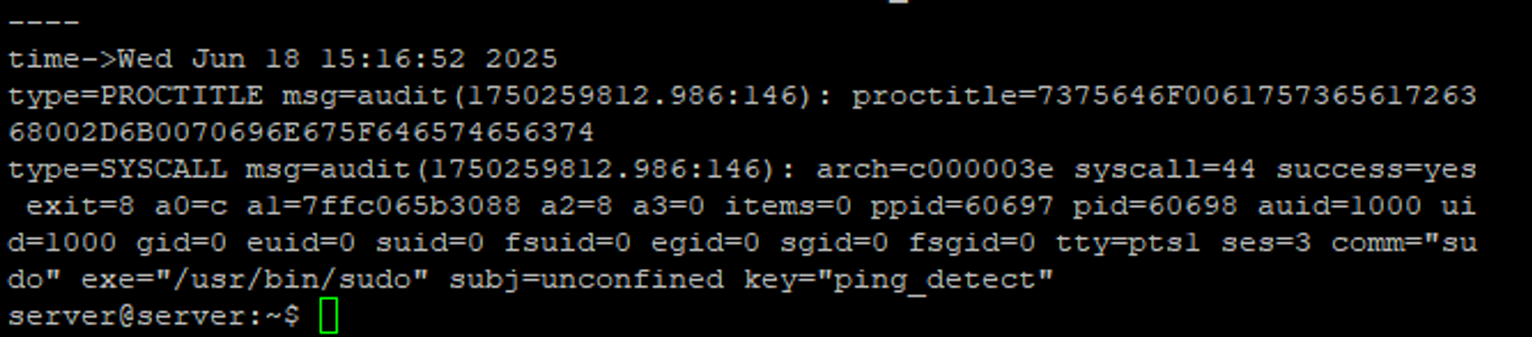 ----
time->Wed Jun 18 15:16:52 2025
type=PROCTITLE msg=audit(1750259812.986:146): proctitle=7375646F0061757365617263
68002D6B0070696E675F646574656374
type=SYSCALL msg=audit(1750259812.986:146): arch=c000003e syscall=44 success=yes
 exit=8 a0=c a1=7ffc065b3088 a2=8 a3=0 items=0 ppid=60697 pid=60698 auid=1000 ui
d=1000 gid=0 euid=0 suid=0 fsuid=0 egid=0 sgid=0 fsgid=0 tty=pts1 ses=3 comm="su
do" exe="/usr/bin/sudo" subj=unconfined key="ping_detect"
server@server:~$